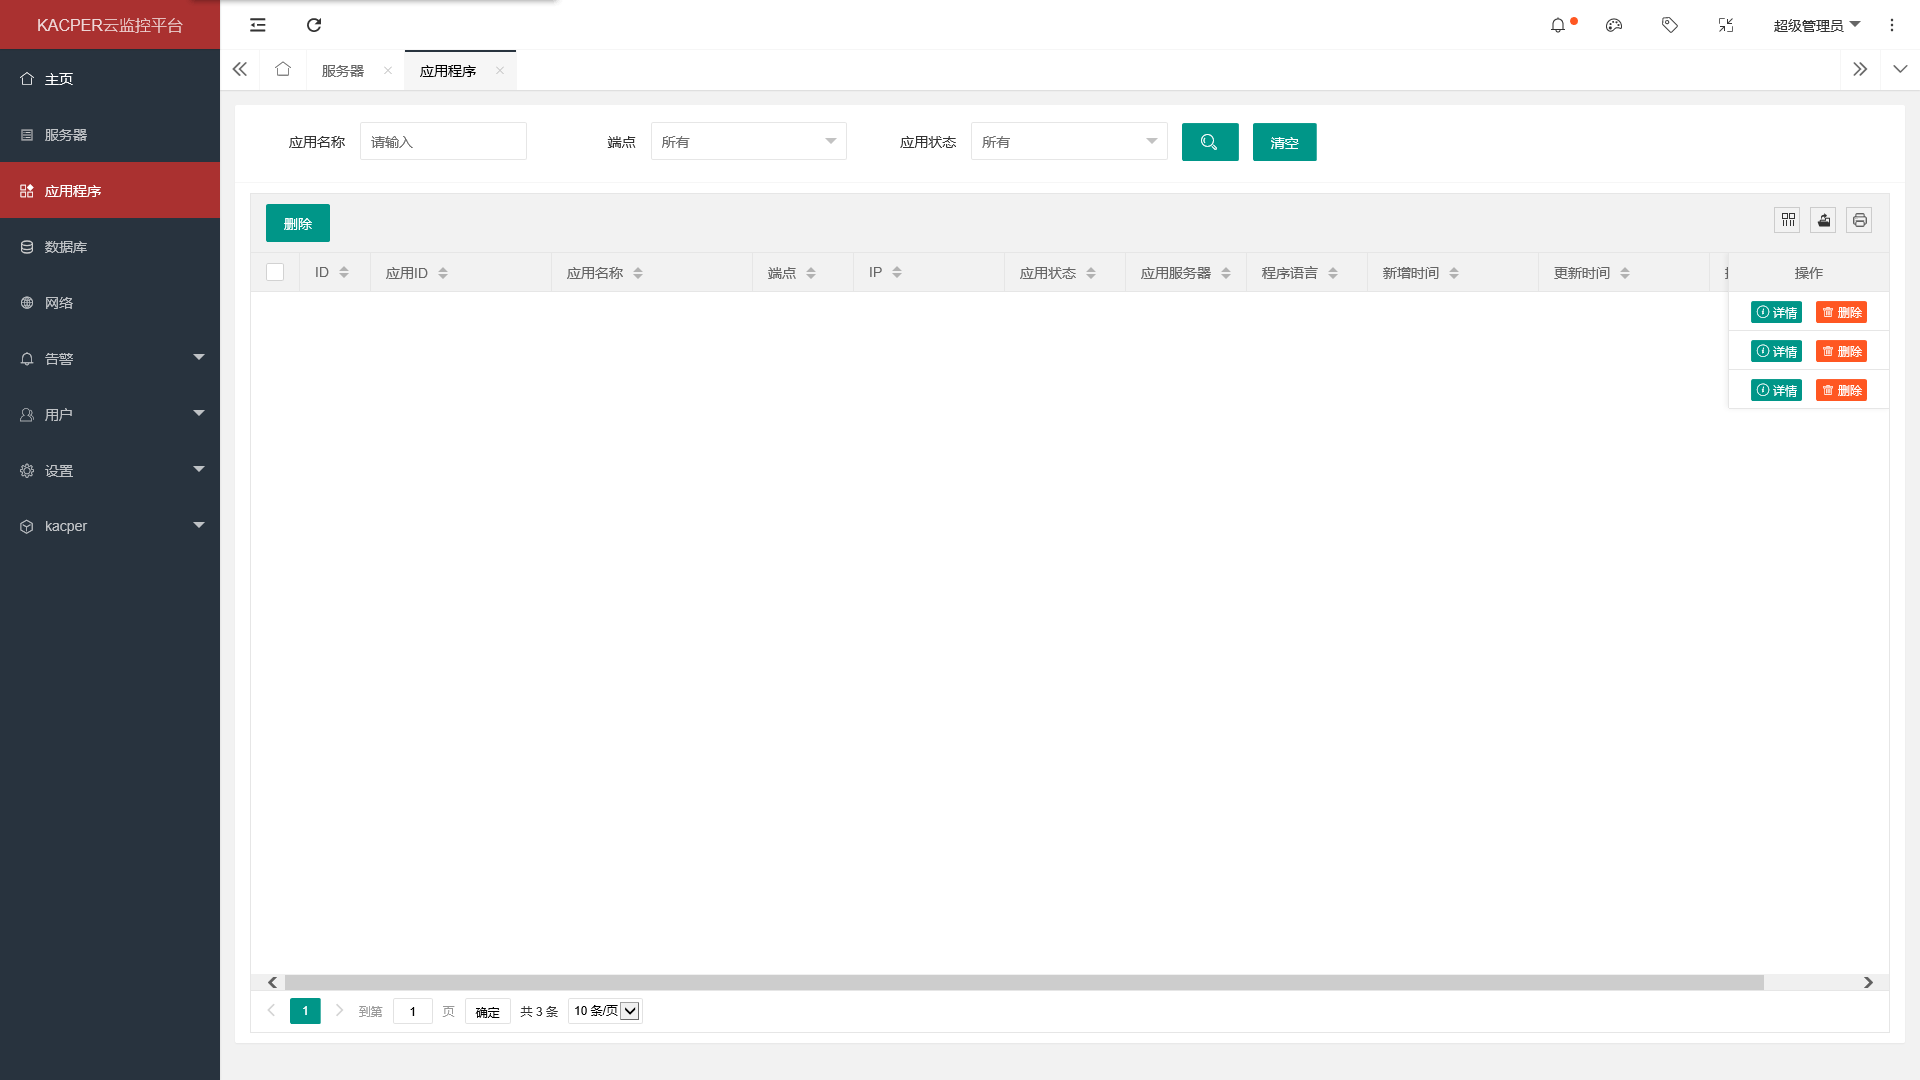 KACPER云监控平台
超级管理员
主页
服务器
应用程序
数据库
网络
告警
用户
设置
kacper
服务器
应用程序
应用名称 请输入 端点 所有 应用状态 所有 清空
删除
ID 应用ID 应用名称 端点 IP 应用状态 应用服务器 程序语言 新增时间 更新时间 操作
详情 删除
详情 删除
详情 删除
1 到第 1 页 确定 共 3 条 10 条/页